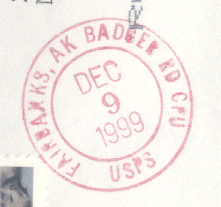 FAIRBANKS, AK BADGER RD CPU
DEC
9
1999
USPS